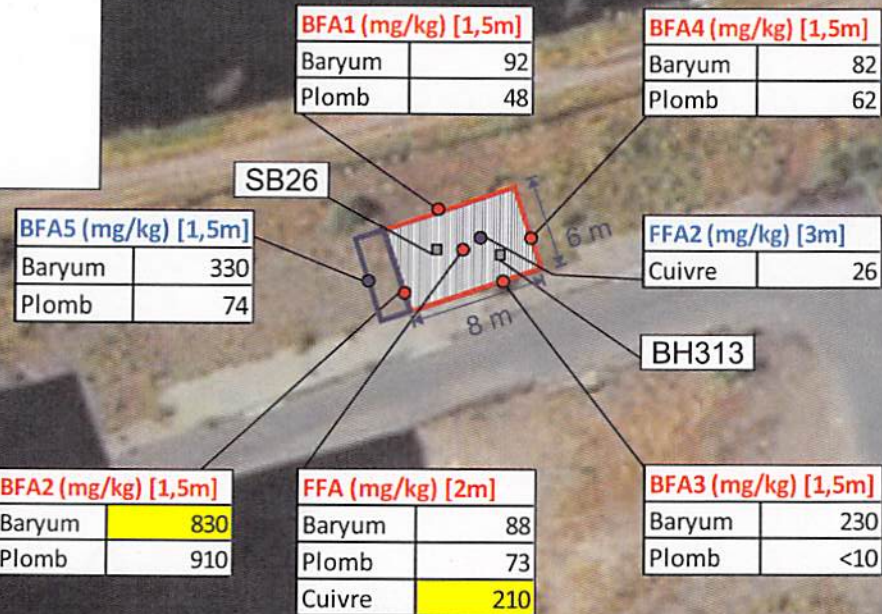 BFA1 (mg/kg) [1,5m]
Baryum 92
Plomb 48
BFA4 (mg/kg) [1,5m]
Baryum 82
Plomb 62
SB26
BFA5 (mg/kg) [1,5m]
Baryum 330
Plomb 74
6 m
FFA2 (mg/kg) [3m]
Cuivre 26
8 m
BH313
BFA2 (mg/kg) [1,5m]
Baryum 830
Plomb 910
FFA (mg/kg) [2m]
Baryum 88
Plomb 73
Cuivre 210
BFA3 (mg/kg) [1,5m]
Baryum 230
Plomb <10